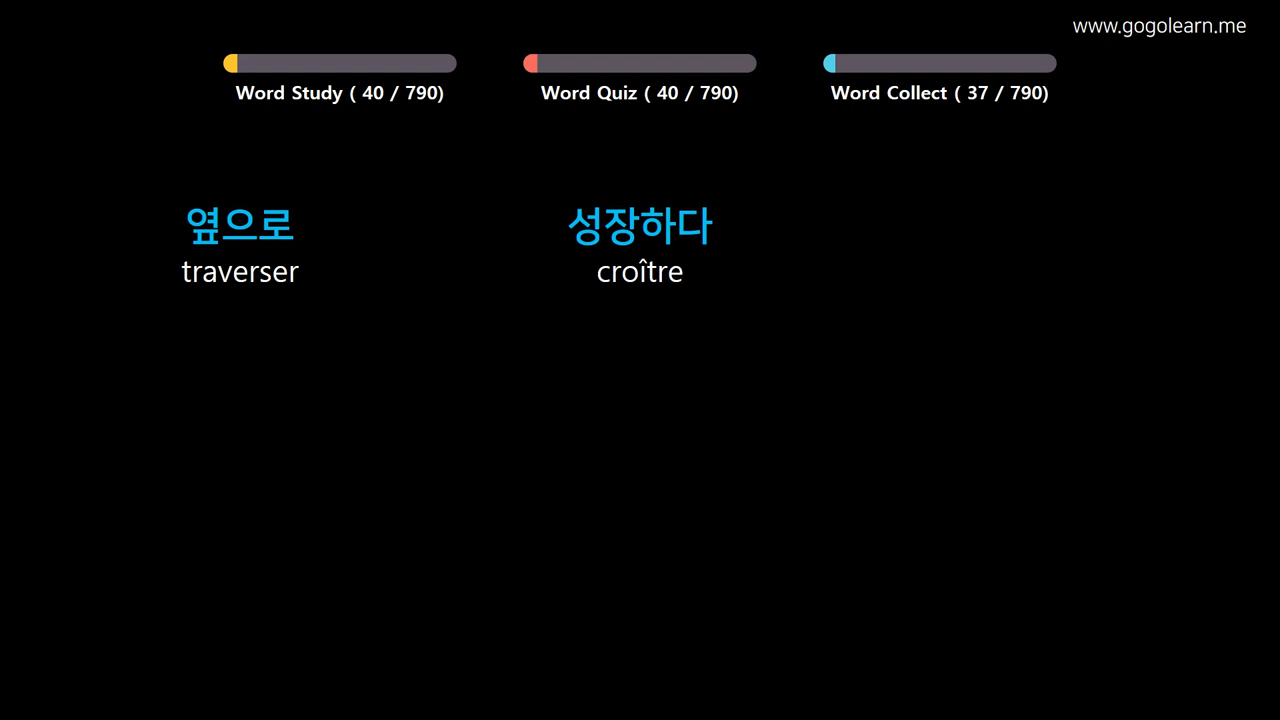 www.gogolearn.me
Word Study ( 40 / 790)
Word Quiz ( 40 / 790)
Word Collect ( 37 / 790)
옆으로
traverser
성장하다
croître